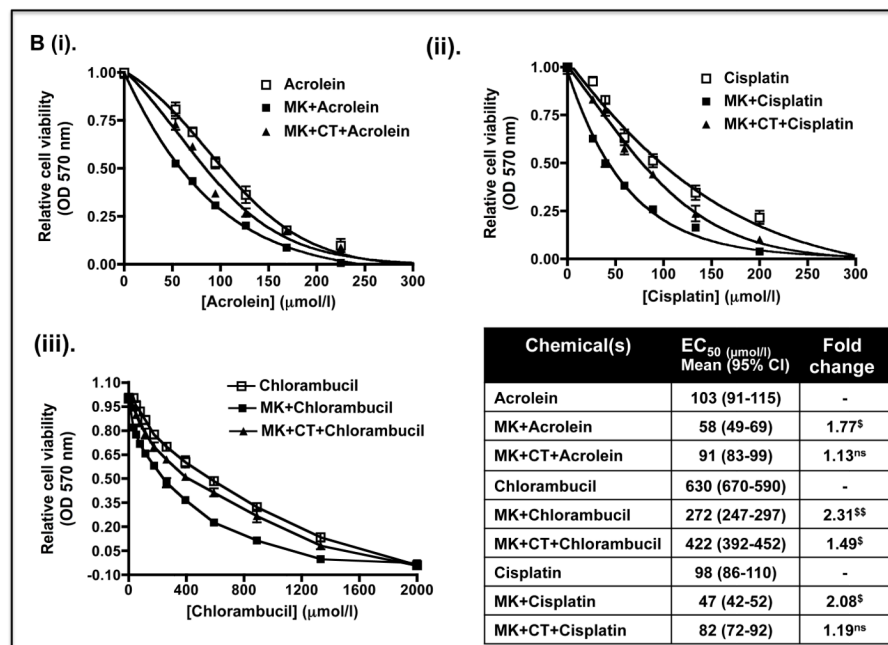 B (i).
1.00
0.75
0.50
0.25
0.00
0
50
100
150
200
250
300
Relative cell viability
(OD 570 nm)
[Acrolein] (μmol/l)
Acrolein
MK+Acrolein
MK+CT+Acrolein
(ii).
1.00
0.75
0.50
0.25
0.00
0
50
100
150
200
250
300
Relative cell viability
(OD 570 nm)
[Cisplatin] (μmol/l)
Cisplatin
MK+Cisplatin
MK+CT+Cisplatin
(iii).
1.10
0.95
0.80
0.65
0.50
0.35
0.20
0.05
-0.10
0
400
800
1200
1600
2000
Relative cell viability
(OD 570 nm)
[Chlorambucil] (μmol/l)
Chlorambucil
MK+Chlorambucil
MK+CT+Chlorambucil
Chemical(s) EC50 (μmol/l) Fold
Mean (95% CI) change
Acrolein 103 (91-115) -
MK+Acrolein 58 (49-69) 1.77$
MK+CT+Acrolein 91 (83-99) 1.13ns
Chlorambucil 630 (670-590) -
MK+Chlorambucil 272 (247-297) 2.31$$
MK+CT+Chlorambucil 422 (392-452) 1.49$
Cisplatin 98 (86-110) -
MK+Cisplatin 47 (42-52) 2.08$
MK+CT+Cisplatin 82 (72-92) 1.19ns